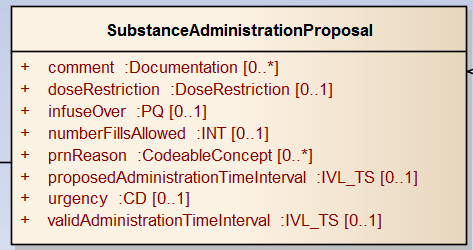 SubstanceAdministrationProposal
+ comment :Documentation [0..*]
+ doseRestriction :DoseRestriction [0..1]
+ infuseOver :PQ [0..1]
+ numberFillsAllowed :INT [0..1]
+ prnReason :CodeableConcept [0..*]
+ proposedAdministrationTimeInterval :IVL_TS [0..1]
+ urgency :CD [0..1]
+ validAdministrationTimeInterval :IVL_TS [0..1]